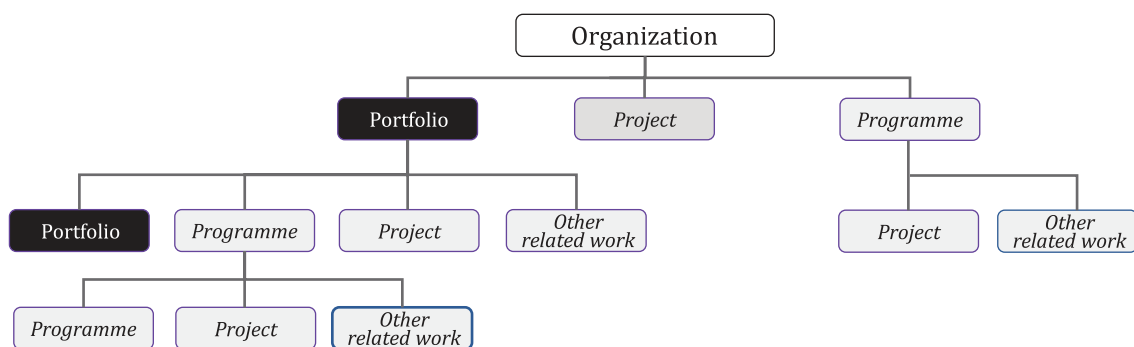 Organization
Portfolio
Project
Programme
Portfolio
Programme
Project
Other
related work
Project
Other
related work
Programme
Project
Other
related work